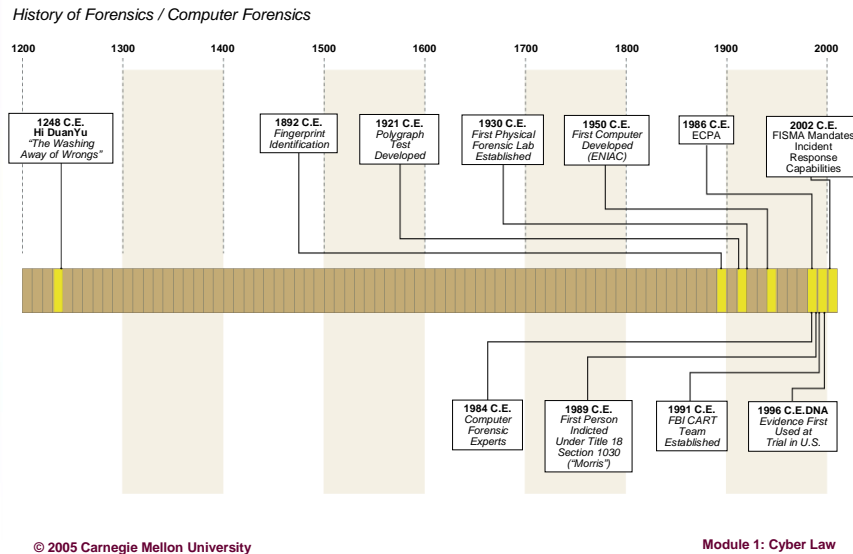 History of Forensics / Computer Forensics
1200 1300 1400 1500 1600 1700 1800 1900 2000
1248 C.E.
Hi DuanYu
“The Washing
Away of Wrongs”
1892 C.E.
Fingerprint
Identification
1921 C.E.
Polygraph
Test
Developed
1930 C.E.
First Physical
Forensic Lab
Established
1950 C.E.
First Computer
Developed
(ENIAC)
1986 C.E.
ECPA
2002 C.E.
FISMA Mandates
Incident
Response
Capabilities
1984 C.E.
Computer
Forensic
Experts
1989 C.E.
First Person
Indicted
Under Title 18
Section 1030
(“Morris”)
1991 C.E.
FBI CART
Team
Established
1996 C.E.DNA
Evidence First
Used at
Trial in U.S.
© 2005 Carnegie Mellon University
Module 1: Cyber Law